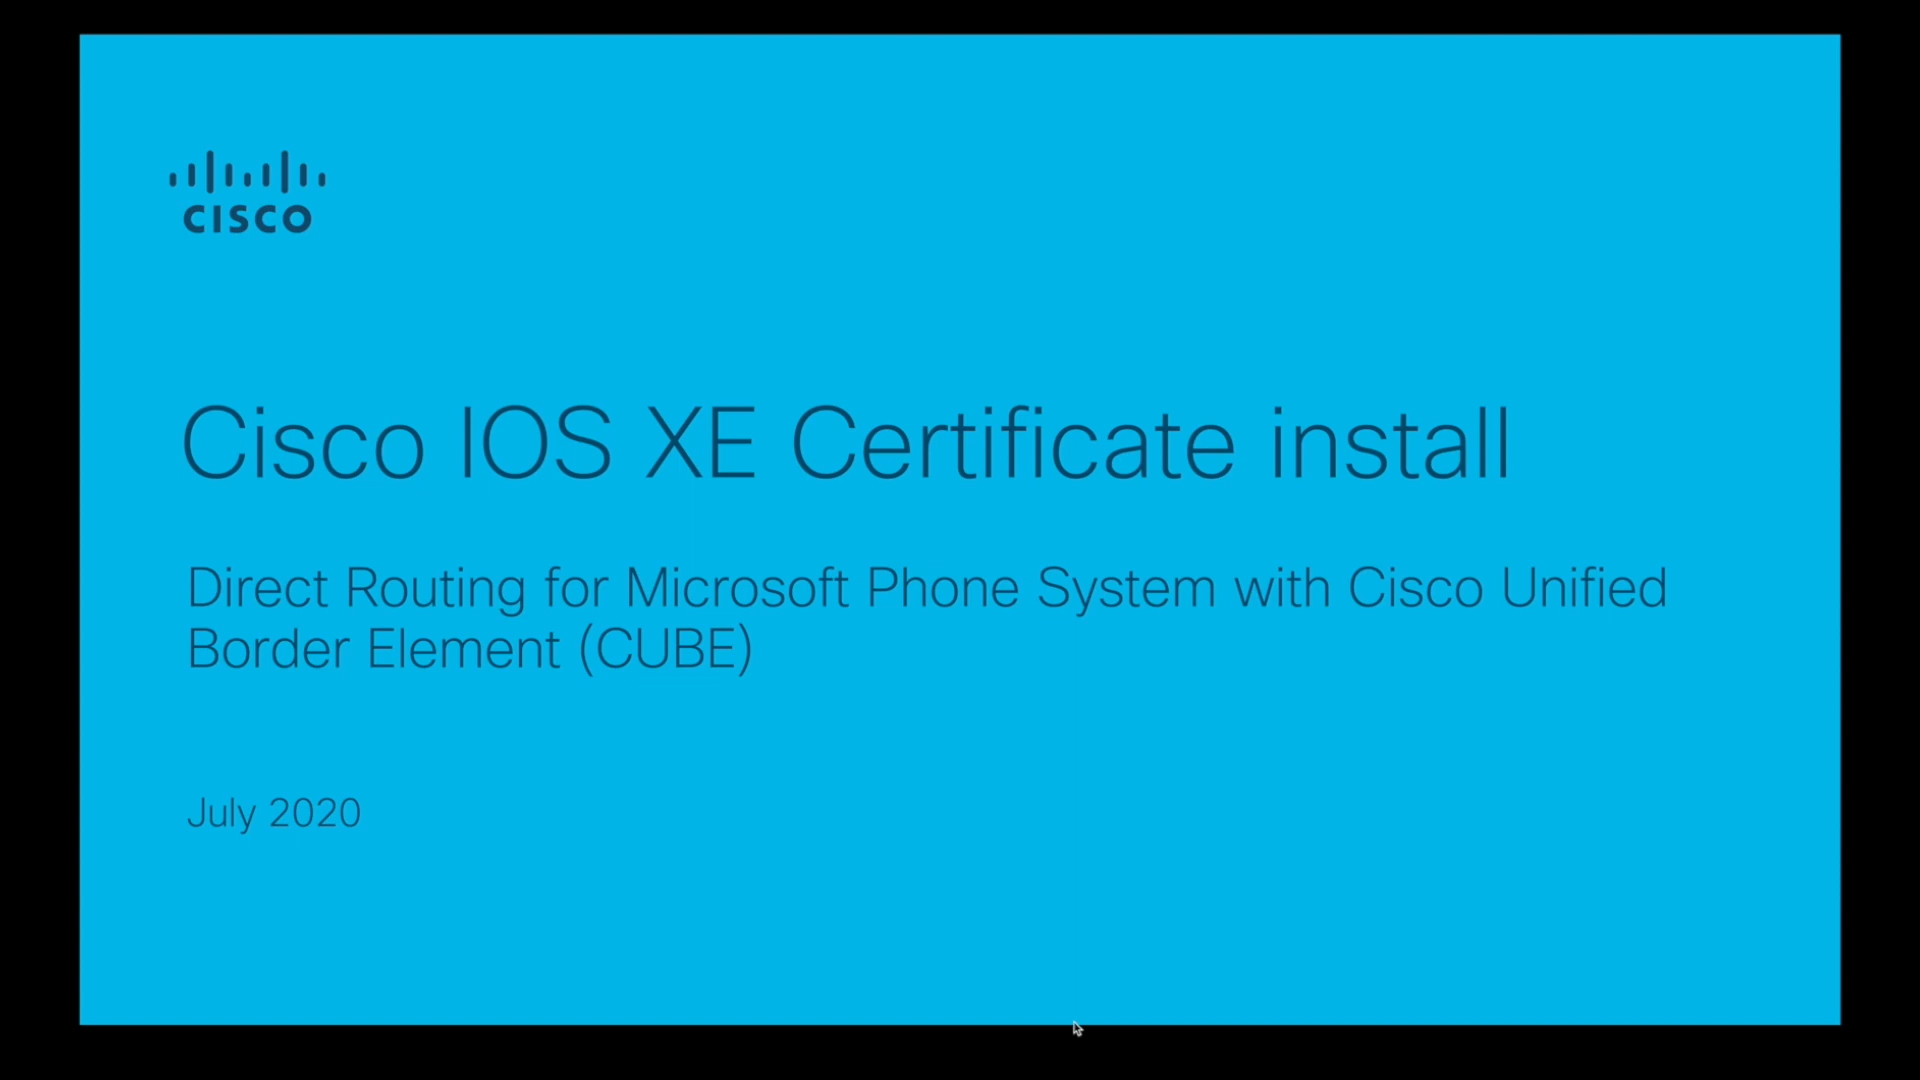 CISCO
Cisco IOS XE Certificate install
Direct Routing for Microsoft Phone System with Cisco Unified
Border Element (CUBE)
July 2020